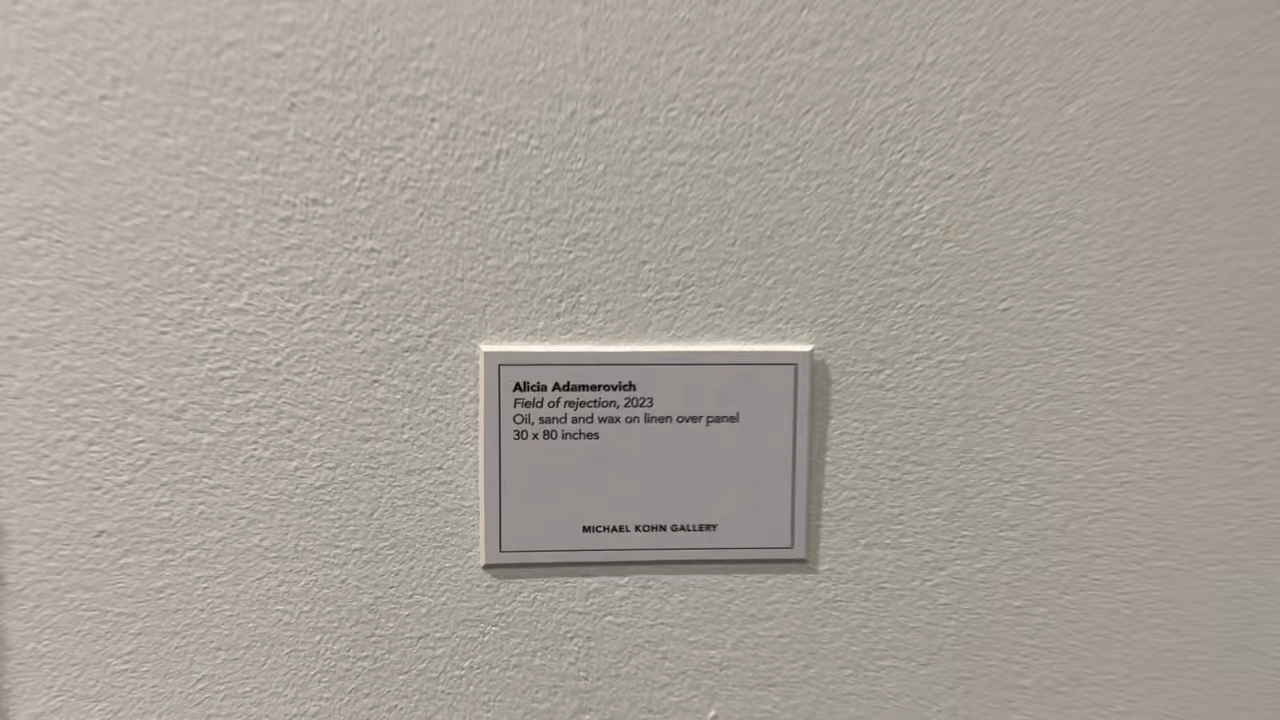 Alicia Adamerovich
Field of rejection, 2023
Oil, sand and wax on linen over panel
30 x 80 inches
MICHAEL KOHN GALLERY